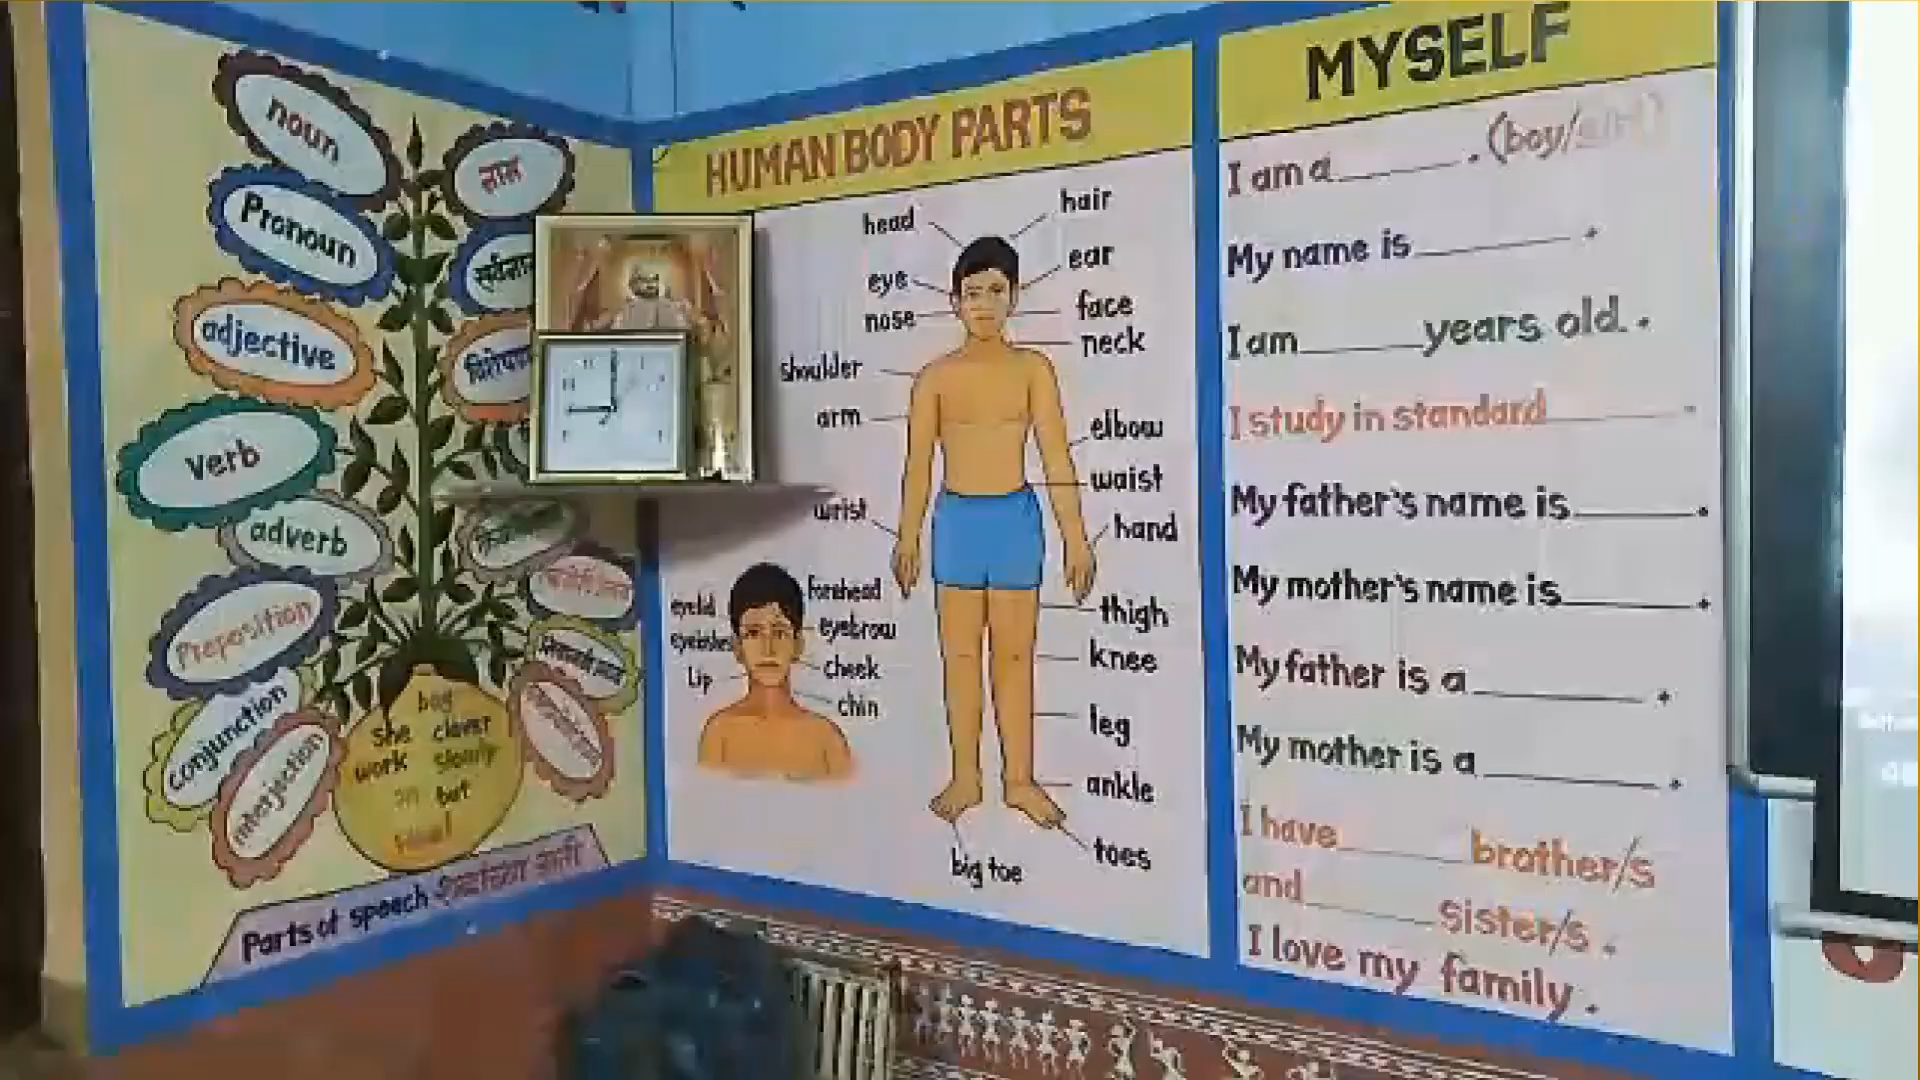 noun
नाम
Pronoun
adjective
verb
adverb
Preposition
conjunction
interjection
boy
she clever
work slowly
in but
Parts of speech
HUMAN BODY PARTS
head
hair
eye
ear
nose
face
neck
shoulder
arm
elbow
waist
wrist
hand
thigh
knee
leg
ankle
toes
big toe
eyelid
forehead
eyelashes
eyebrow
Lip
cheek
chin
MYSELF
I am a ______ . (boy/girl)
My name is ______ .
I am ______ years old .
I study in standard ______ .
My father's name is ______ .
My mother's name is ______ .
My father is a ______ .
My mother is a ______ .
I have ______ brother/s
and ______ sister/s .
I love my family .